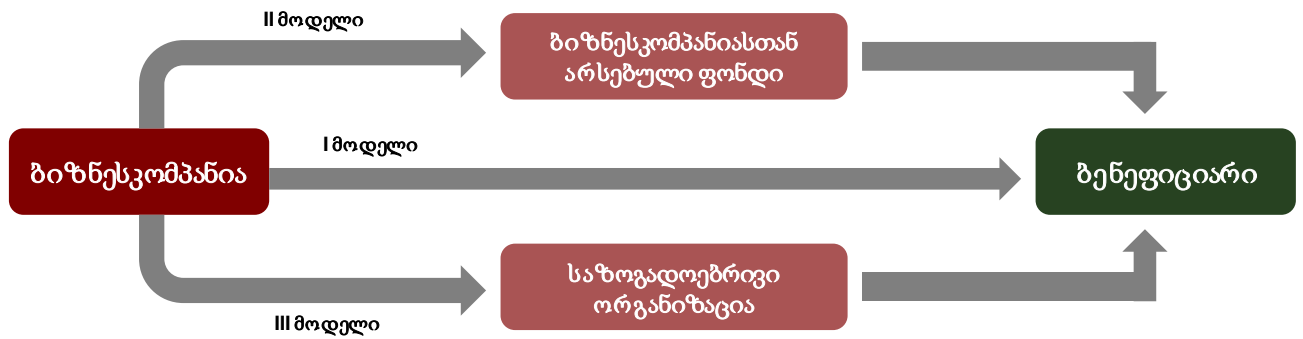 II მოდელი
ბიზნესკომპანიასთან
არსებული ფონდი
I მოდელი
ბიზნესკომპანია
ბენეფიციარი
საზოგადოებრივი
ორგანიზაცია
III მოდელი